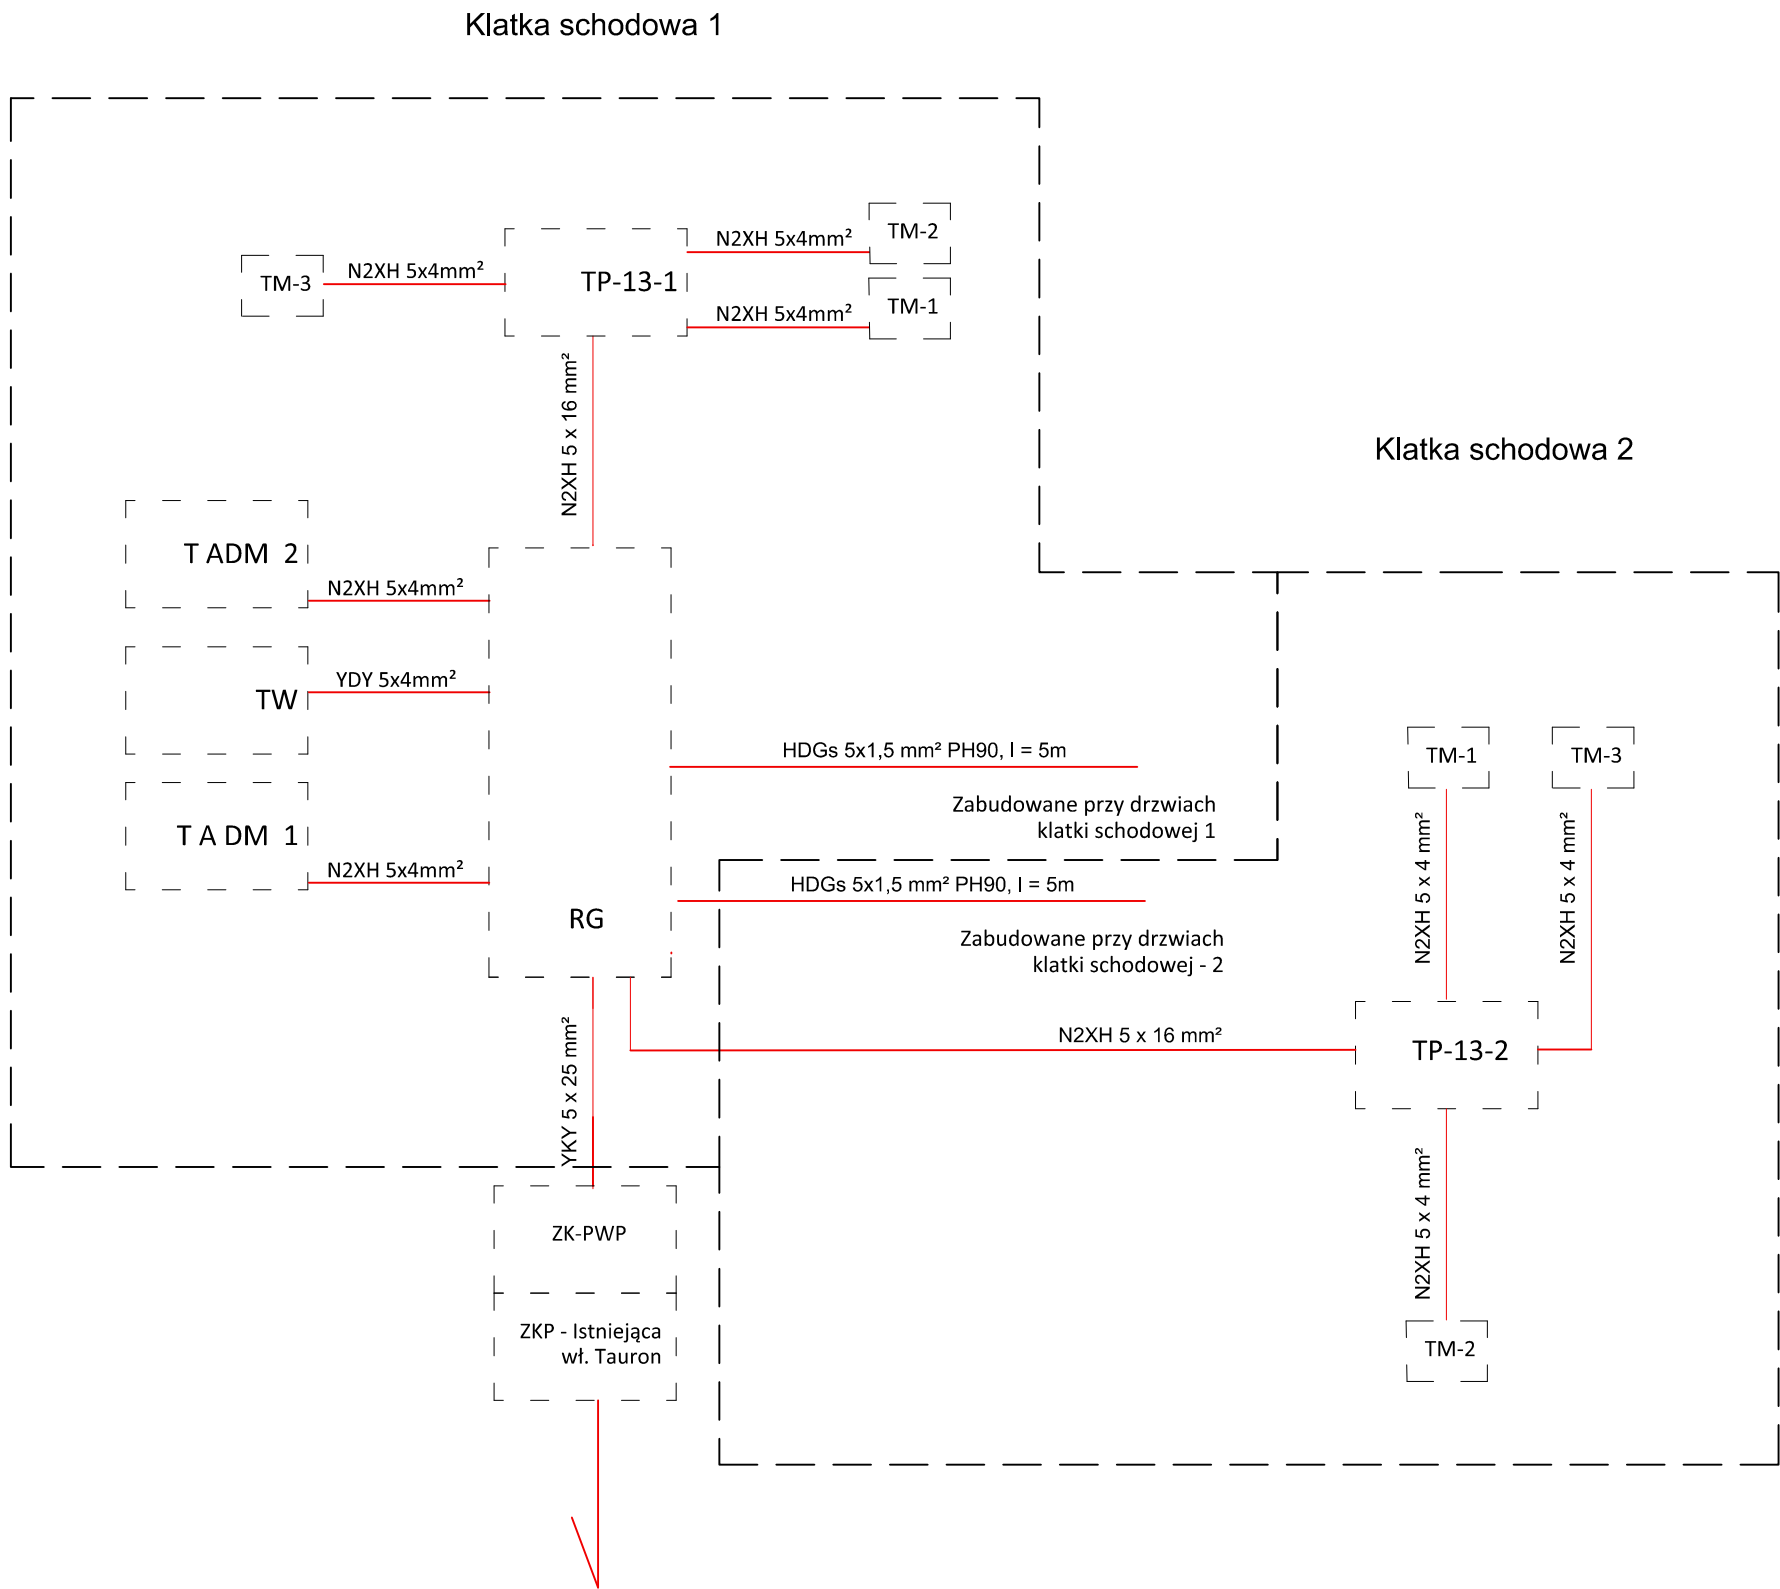 Klatka schodowa 1
TM-2
N2XH 5x4mm²
TM-3
N2XH 5x4mm²
TP-13-1
TM-1
N2XH 5x4mm²
N2XH 5 x 16 mm²
Klatka schodowa 2
T ADM 2
N2XH 5x4mm²
TW
YDY 5x4mm²
HDGs 5x1,5 mm² PH90, l = 5m
Zabudowane przy drzwiach
klatki schodowej 1
T A DM 1
N2XH 5x4mm²
HDGs 5x1,5 mm² PH90, l = 5m
RG
Zabudowane przy drzwiach
klatki schodowej - 2
TM-1
TM-3
N2XH 5 x 4 mm²
N2XH 5 x 4 mm²
N2XH 5 x 16 mm²
TP-13-2
YKY 5 x 25 mm²
N2XH 5 x 4 mm²
ZK-PWP
ZKP - Istniejąca
wł. Tauron
TM-2